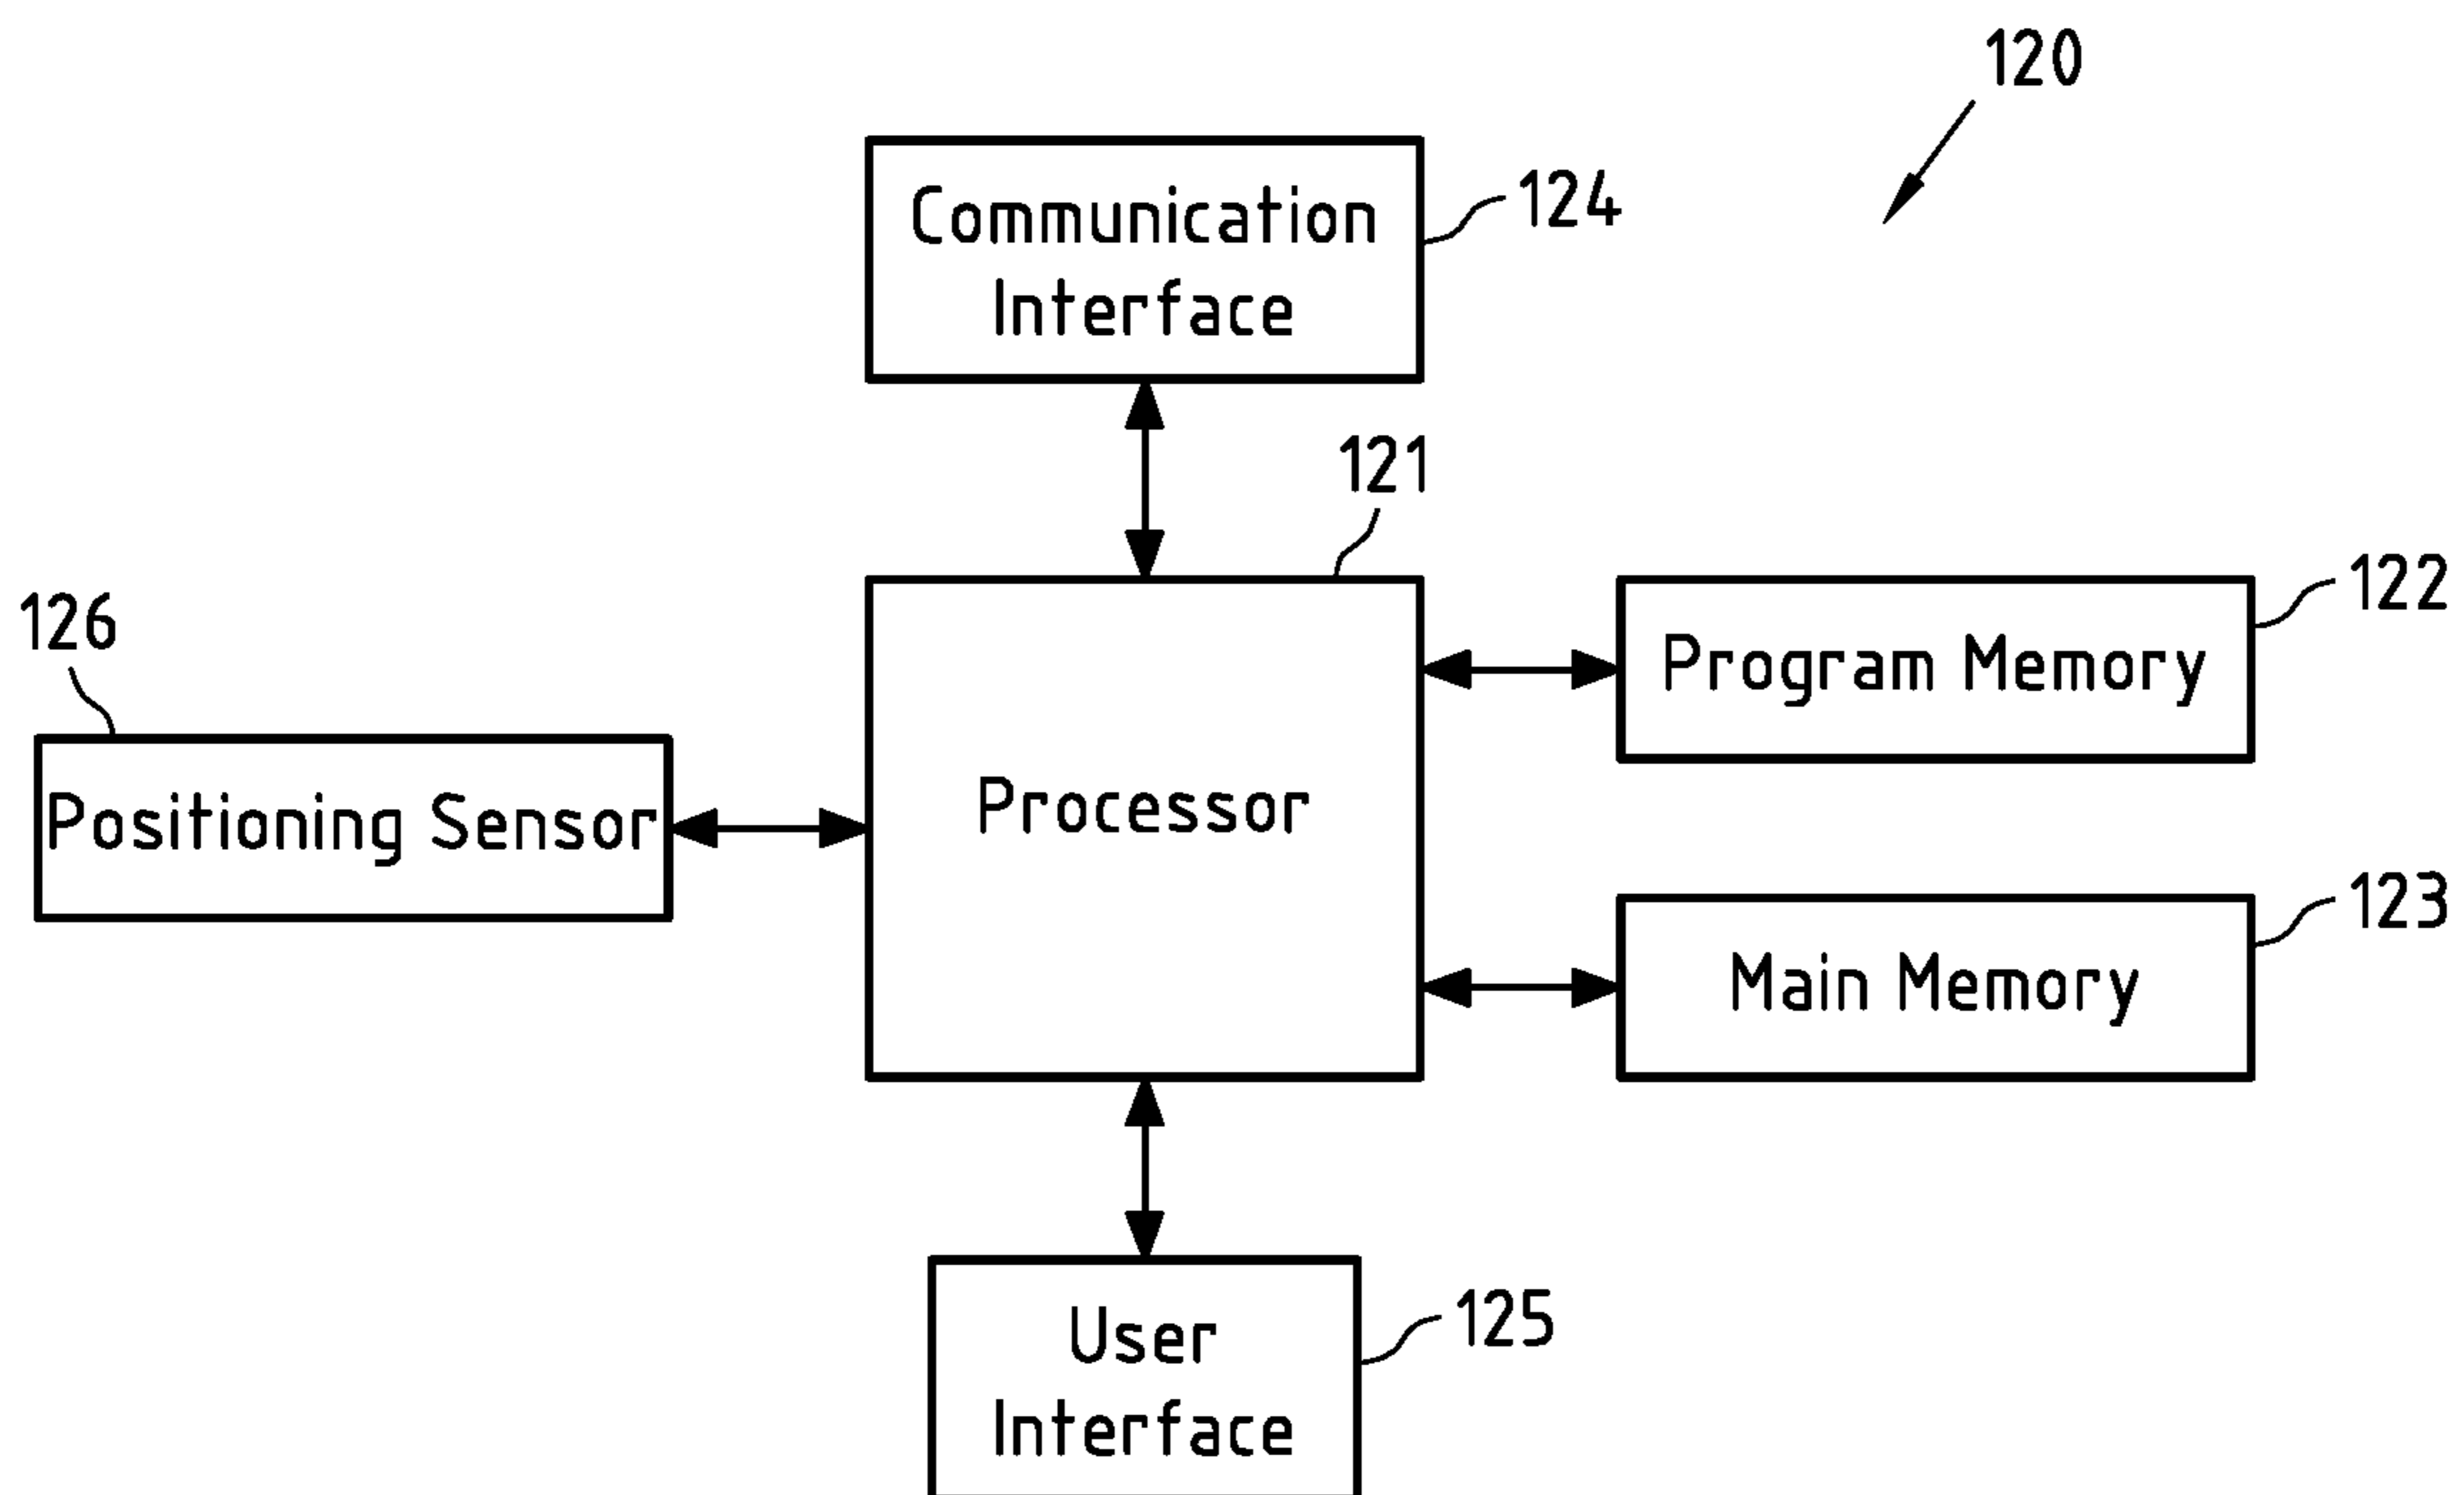 120
Communication
Interface
124
121
122
Program Memory
126
Positioning Sensor
Processor
123
Main Memory
User
Interface
125